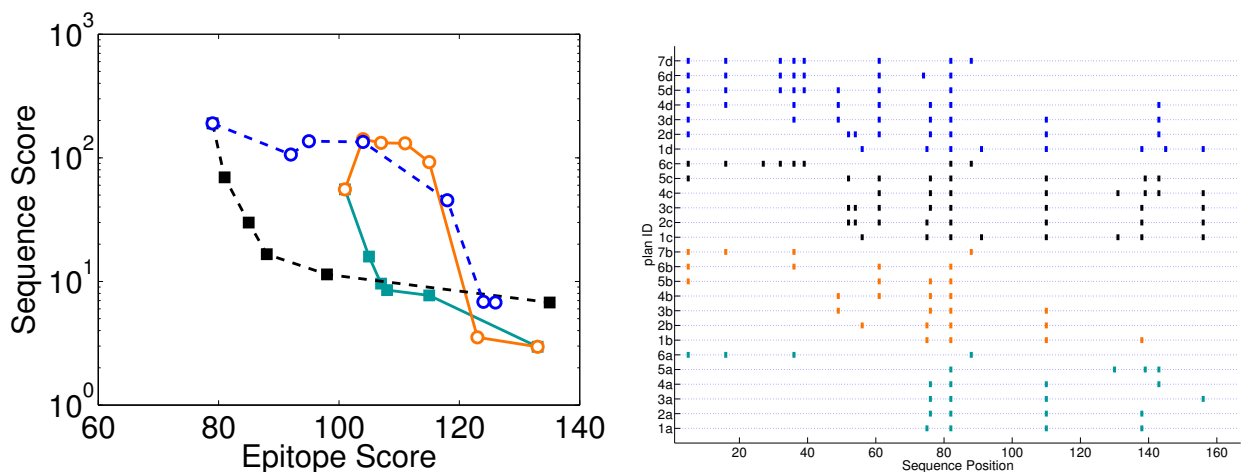 10^3
10^2
10^1
10^0
Sequence Score
60 80 100 120 140
Epitope Score
7d
6d
5d
4d
3d
2d
1d
6c
5c
4c
3c
2c
1c
7b
6b
5b
4b
3b
2b
1b
6a
5a
4a
3a
2a
1a
plan ID
20 40 60 80 100 120 140 160
Sequence Position